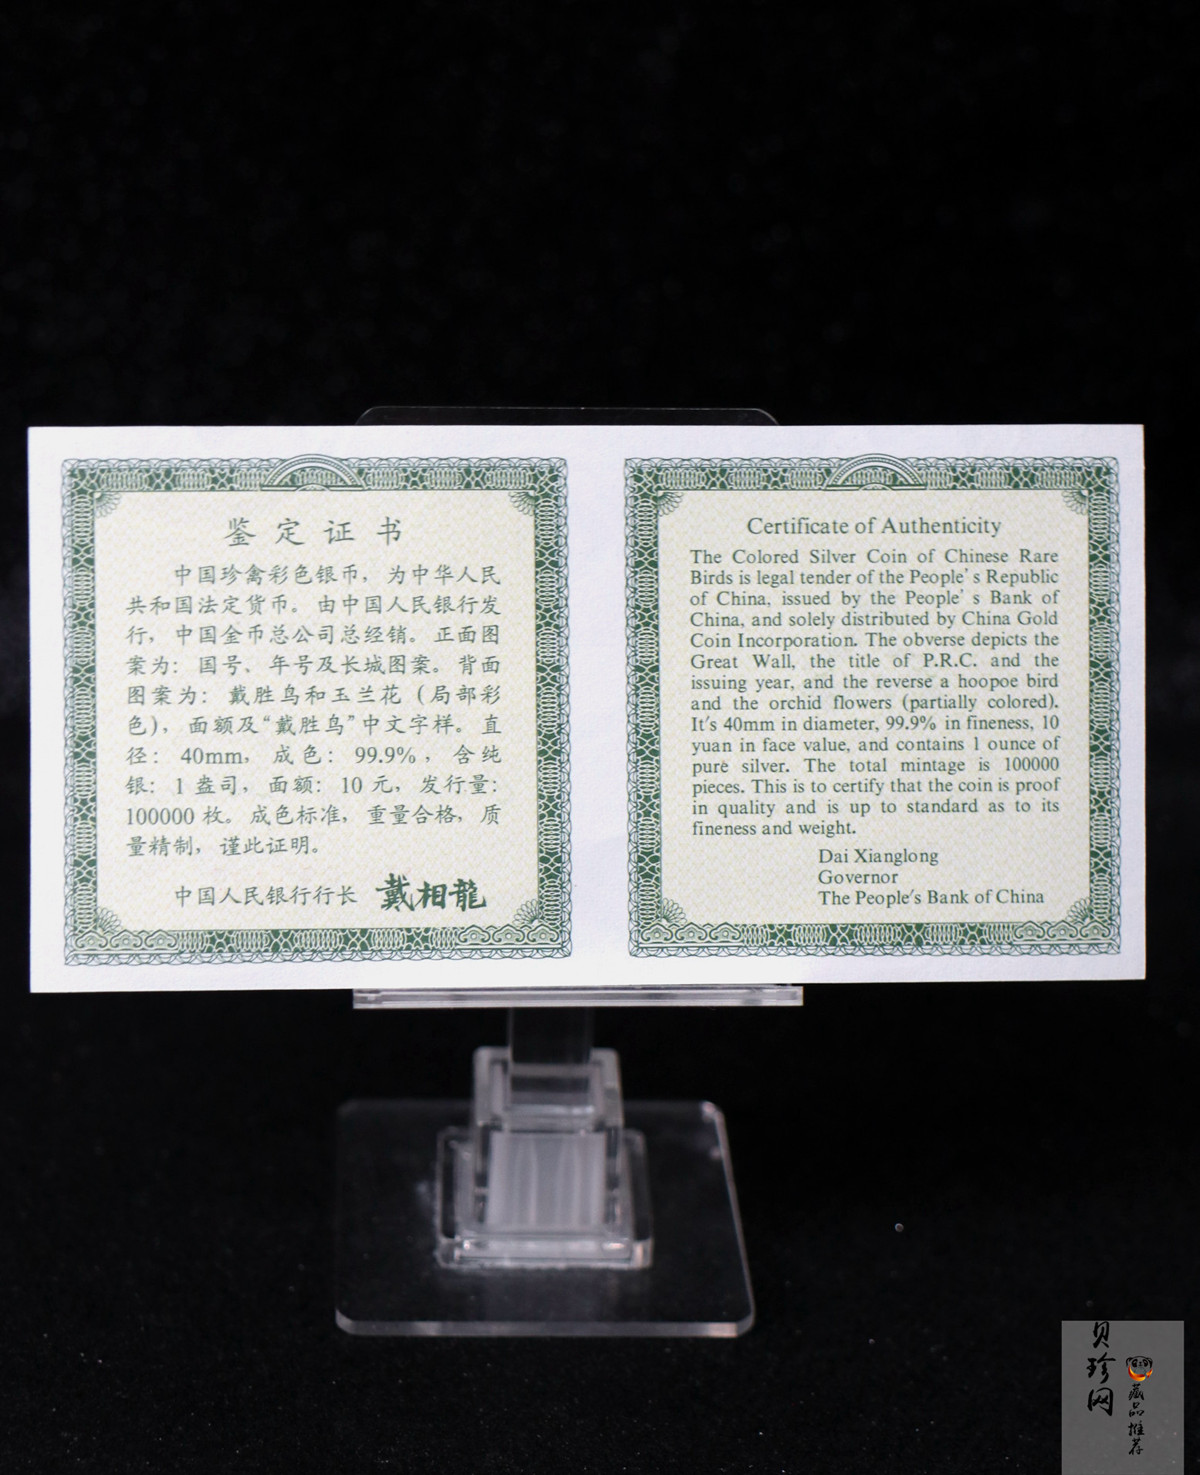 鉴定证书
中国珍禽彩色银币，为中华人民
共和国法定货币。由中国人民银行发
行，中国金币总公司总经销。正面图
案为：国号、年号及长城图案。背面
图案为：戴胜鸟和玉兰花（局部彩
色），面额及“戴胜鸟”中文字样。直
径：40mm，成色：99.9%，含纯
银：1盎司，面额：10元，发行量：
100000枚。成色标准，重量合格，质
量精制，谨此证明。
中国人民银行行长 戴相龍
Certificate of Authenticity
The Colored Silver Coin of Chinese Rare
Birds is legal tender of the People's Republic
of China, issued by the People's Bank of
China, and solely distributed by China Gold
Coin Incorporation. The obverse depicts the
Great Wall, the title of P.R.C. and the
issuing year, and the reverse a hoopoe bird
and the orchid flowers (partially colored).
It's 40mm in diameter, 99.9% in fineness, 10
yuan in face value, and contains 1 ounce of
pure silver. The total mintage is 100000
pieces. This is to certify that the coin is proof
in quality and is up to standard as to its
fineness and weight.
Dai Xianglong
Governor
The People's Bank of China
贝珍网
藏品推荐